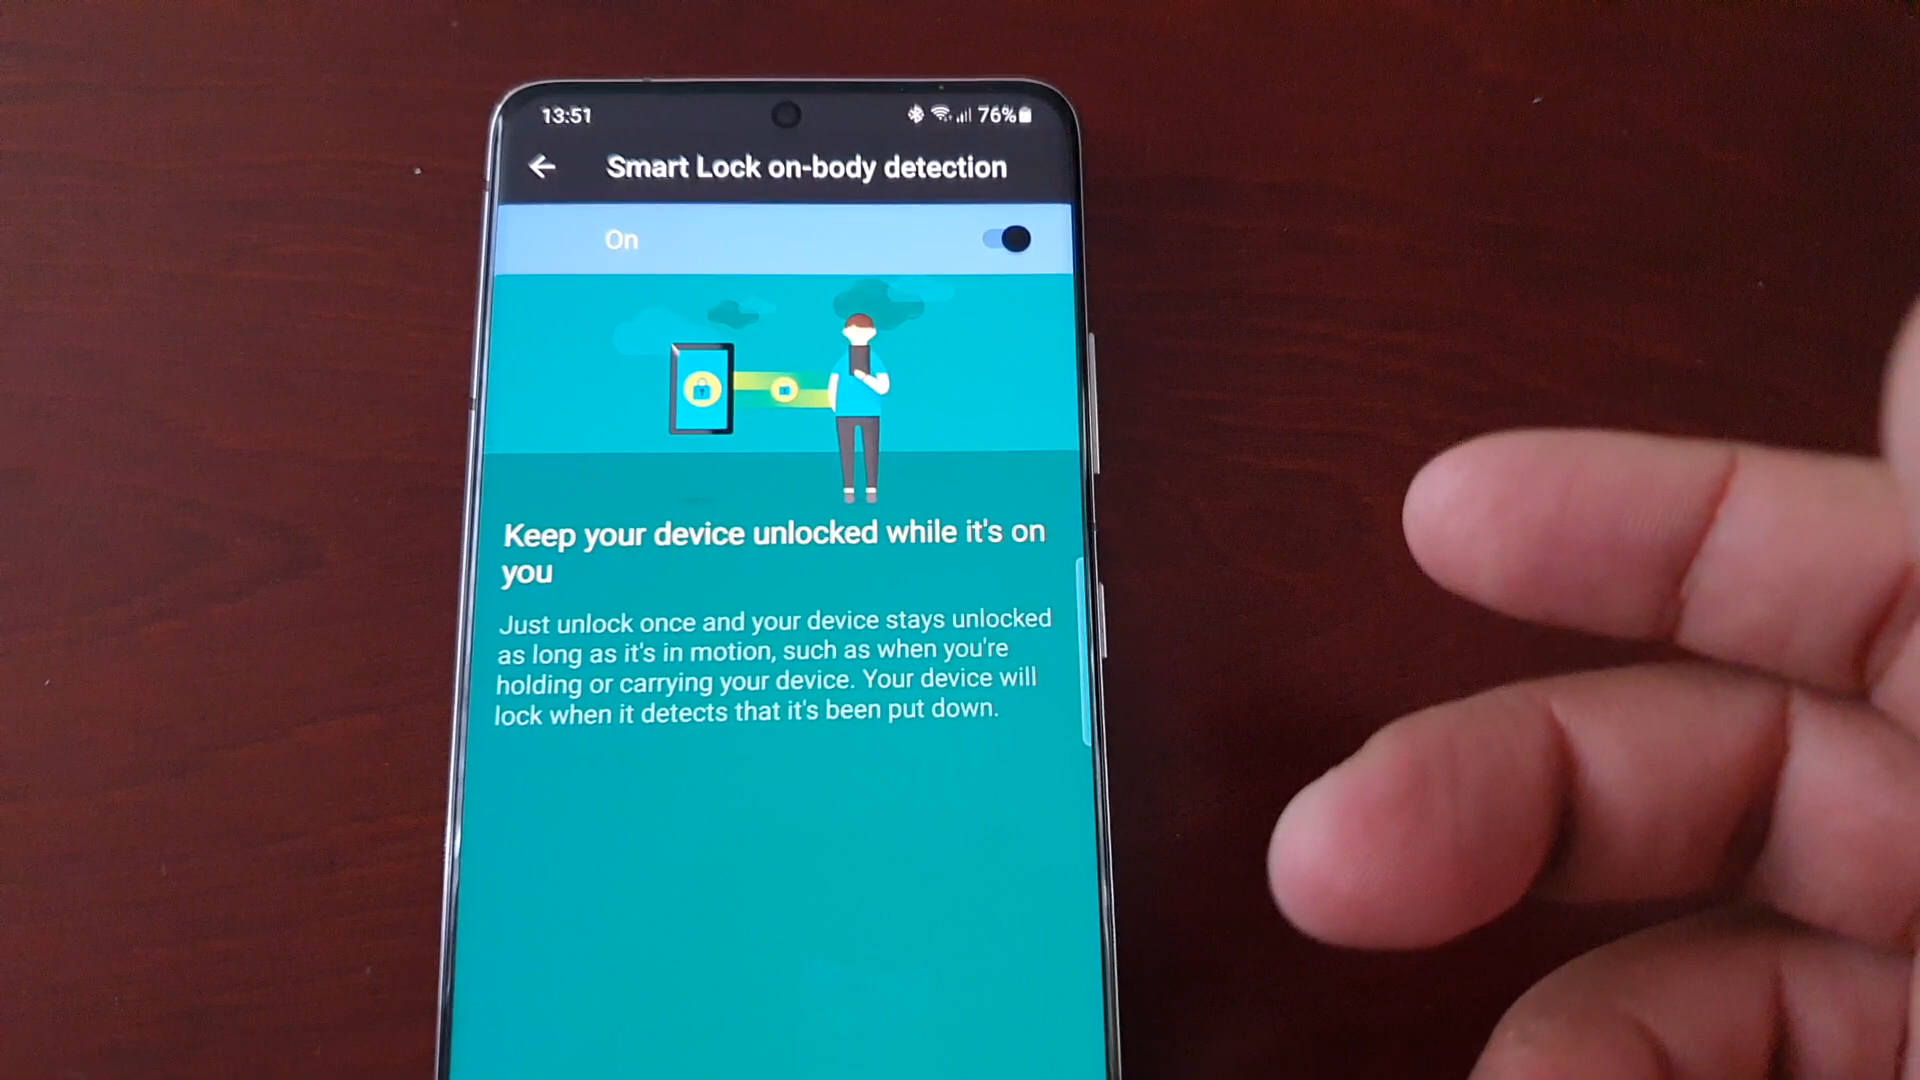 13:51 76%
Smart Lock on-body detection
On
Keep your device unlocked while it's on
you
Just unlock once and your device stays unlocked
as long as it's in motion, such as when you're
holding or carrying your device. Your device will
lock when it detects that it's been put down.